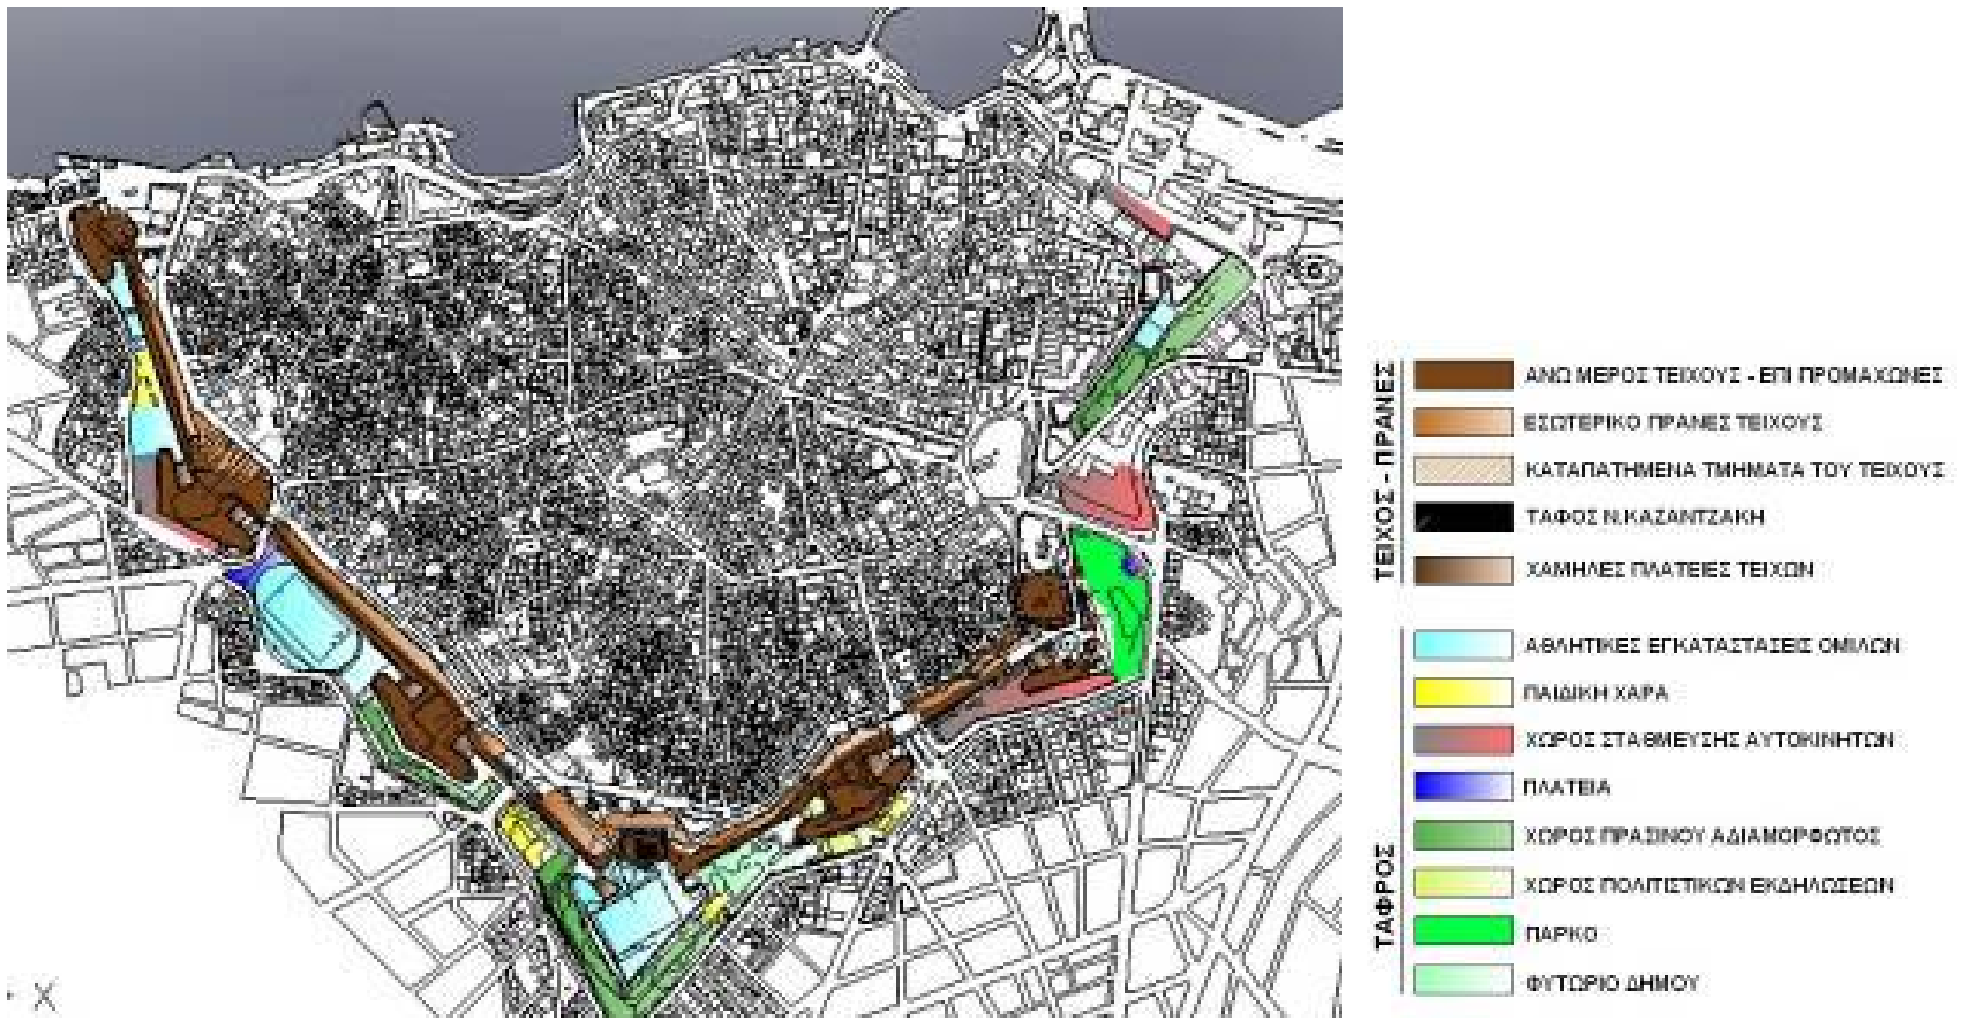 ΤΕΙΧΟΣ - ΠΡΑΝΕΣ
ΑΝΩ ΜΕΡΟΣ ΤΕΙΧΟΥΣ - ΕΠΙ ΠΡΟΜΑΧΩΝΕΣ
ΕΣΩΤΕΡΙΚΟ ΠΡΑΝΕΣ ΤΕΙΧΟΥΣ
ΚΑΤΑΠΑΤΗΜΕΝΑ ΤΜΗΜΑΤΑ ΤΟΥ ΤΕΙΧΟΥΣ
ΤΑΦΟΣ Ν.ΚΑΖΑΝΤΖΑΚΗ
ΧΑΜΗΛΕΣ ΠΛΑΤΕΙΕΣ ΤΕΙΧΩΝ
ΤΑΦΡΟΣ
ΑΘΛΗΤΙΚΕΣ ΕΓΚΑΤΑΣΤΑΣΕΙΣ ΟΜΙΛΩΝ
ΠΑΙΔΙΚΗ ΧΑΡΑ
ΧΩΡΟΣ ΣΤΑΘΜΕΥΣΗΣ ΑΥΤΟΚΙΝΗΤΩΝ
ΠΛΑΤΕΙΑ
ΧΩΡΟΣ ΠΡΑΣΙΝΟΥ ΑΔΙΑΜΟΡΦΩΤΟΣ
ΧΩΡΟΣ ΠΟΛΙΤΙΣΤΙΚΩΝ ΕΚΔΗΛΩΣΕΩΝ
ΠΑΡΚΟ
ΦΥΤΩΡΙΟ ΔΗΜΟΥ
X